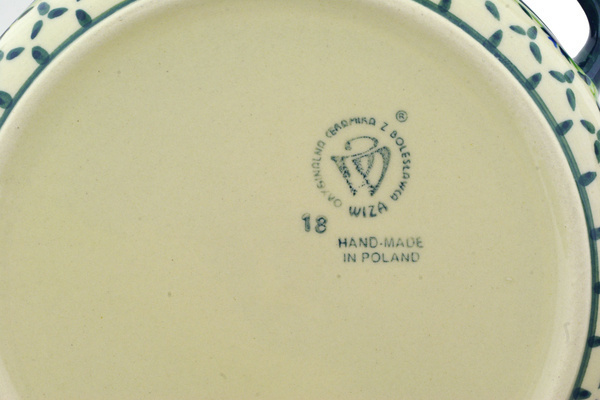 ®
ORYGINALNA CERAMIKA Z BOLESŁAWCA
WIZA
18
HAND-MADE
IN POLAND